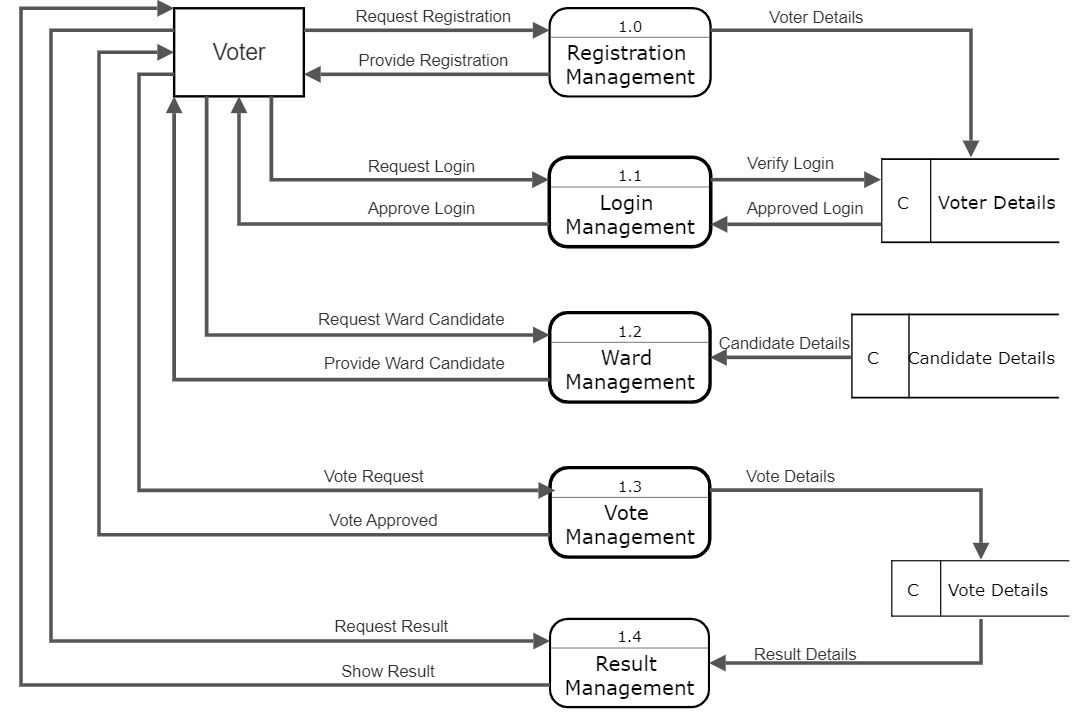 Request Registration
1.0
Voter Details
Voter
Registration
Management
Provide Registration
Request Login
1.1
Verify Login
Login
Management
Approve Login
Approved Login
C
Voter Details
Request Ward Candidate
1.2
Ward
Management
Provide Ward Candidate
Candidate Details
C
Candidate Details
Vote Request
1.3
Vote Details
Vote
Management
Vote Approved
C
Vote Details
Request Result
1.4
Result
Management
Result Details
Show Result